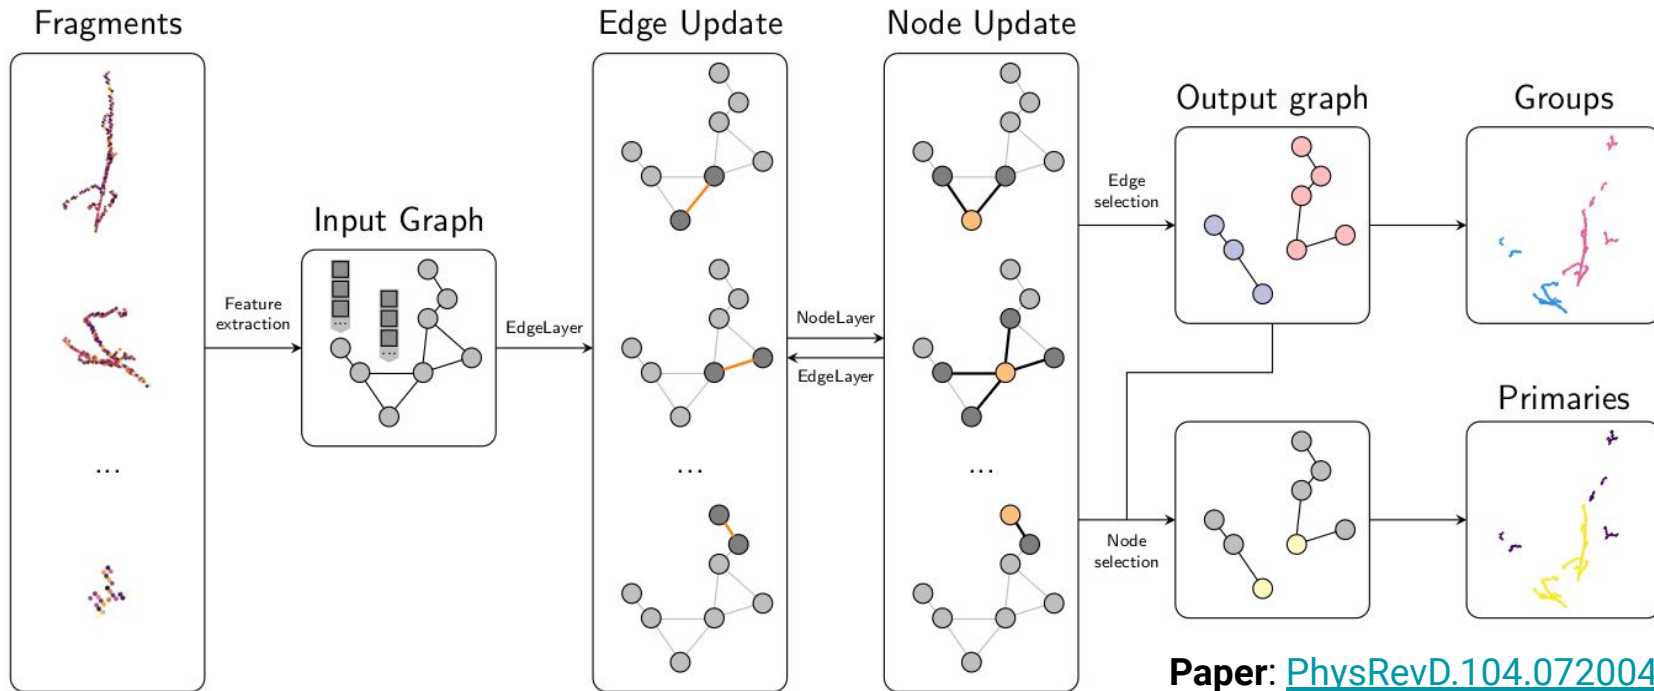 Fragments
Edge Update
Node Update
Output graph
Groups
Input Graph
Feature
extraction
...
...
EdgeLayer
NodeLayer
EdgeLayer
Edge
selection
Primaries
...
...
...
Node
selection
Paper: PhysRevD.104.072004